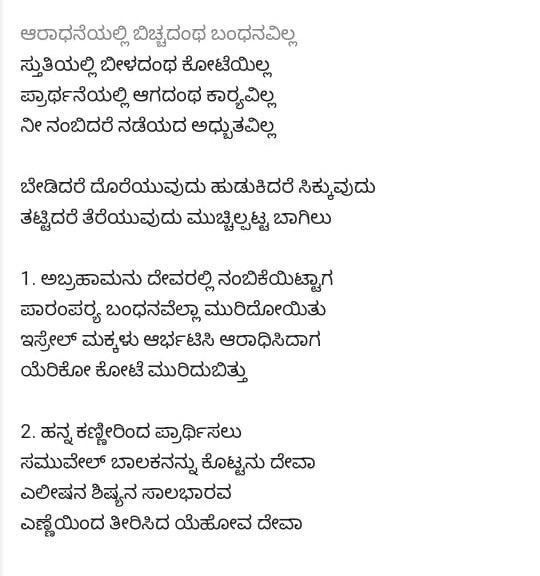 ಆರಾಧನೆಯಲ್ಲಿ ಬಿಚ್ಚದಂಥ ಬಂಧನವಿಲ್ಲ
ಸ್ತುತಿಯಲ್ಲಿ ಬೀಳದಂಥ ಕೋಟೆಯಿಲ್ಲ
ಪ್ರಾರ್ಥನೆಯಲ್ಲಿ ಆಗದಂಥ ಕಾರ‍್ಯವಿಲ್ಲ
ನೀ ನಂಬಿದರೆ ನಡೆಯದ ಅಧ್ಬುತವಿಲ್ಲ
ಬೇಡಿದರೆ ದೊರೆಯುವುದು ಹುಡುಕಿದರೆ ಸಿಕ್ಕುವುದು
ತಟ್ಟಿದರೆ ತೆರೆಯುವುದು ಮುಚ್ಚಿಲ್ಪಟ್ಟ ಬಾಗಿಲು
1. ಅಬ್ರಹಾಮನು ದೇವರಲ್ಲಿ ನಂಬಿಕೆಯಿಟ್ಟಾಗ
ಪಾರಂಪರ‍್ಯ ಬಂಧನವೆಲ್ಲಾ ಮುರಿದೋಯಿತು
ಇಸ್ರೇಲ್ ಮಕ್ಕಳು ಆರ್ಭಟಿಸಿ ಆರಾಧಿಸಿದಾಗ
ಯೆರಿಕೋ ಕೋಟೆ ಮುರಿದುಬಿತ್ತು
2. ಹನ್ನ ಕಣ್ಣೀರಿಂದ ಪ್ರಾರ್ಥಿಸಲು
ಸಮುವೇಲ್ ಬಾಲಕನನ್ನು ಕೊಟ್ಟನು ದೇವಾ
ಎಲೀಷನ ಶಿಷ್ಯನ ಸಾಲಭಾರವ
ಎಣ್ಣೆಯಿಂದ ತೀರಿಸಿದ ಯೆಹೋವ ದೇವಾ